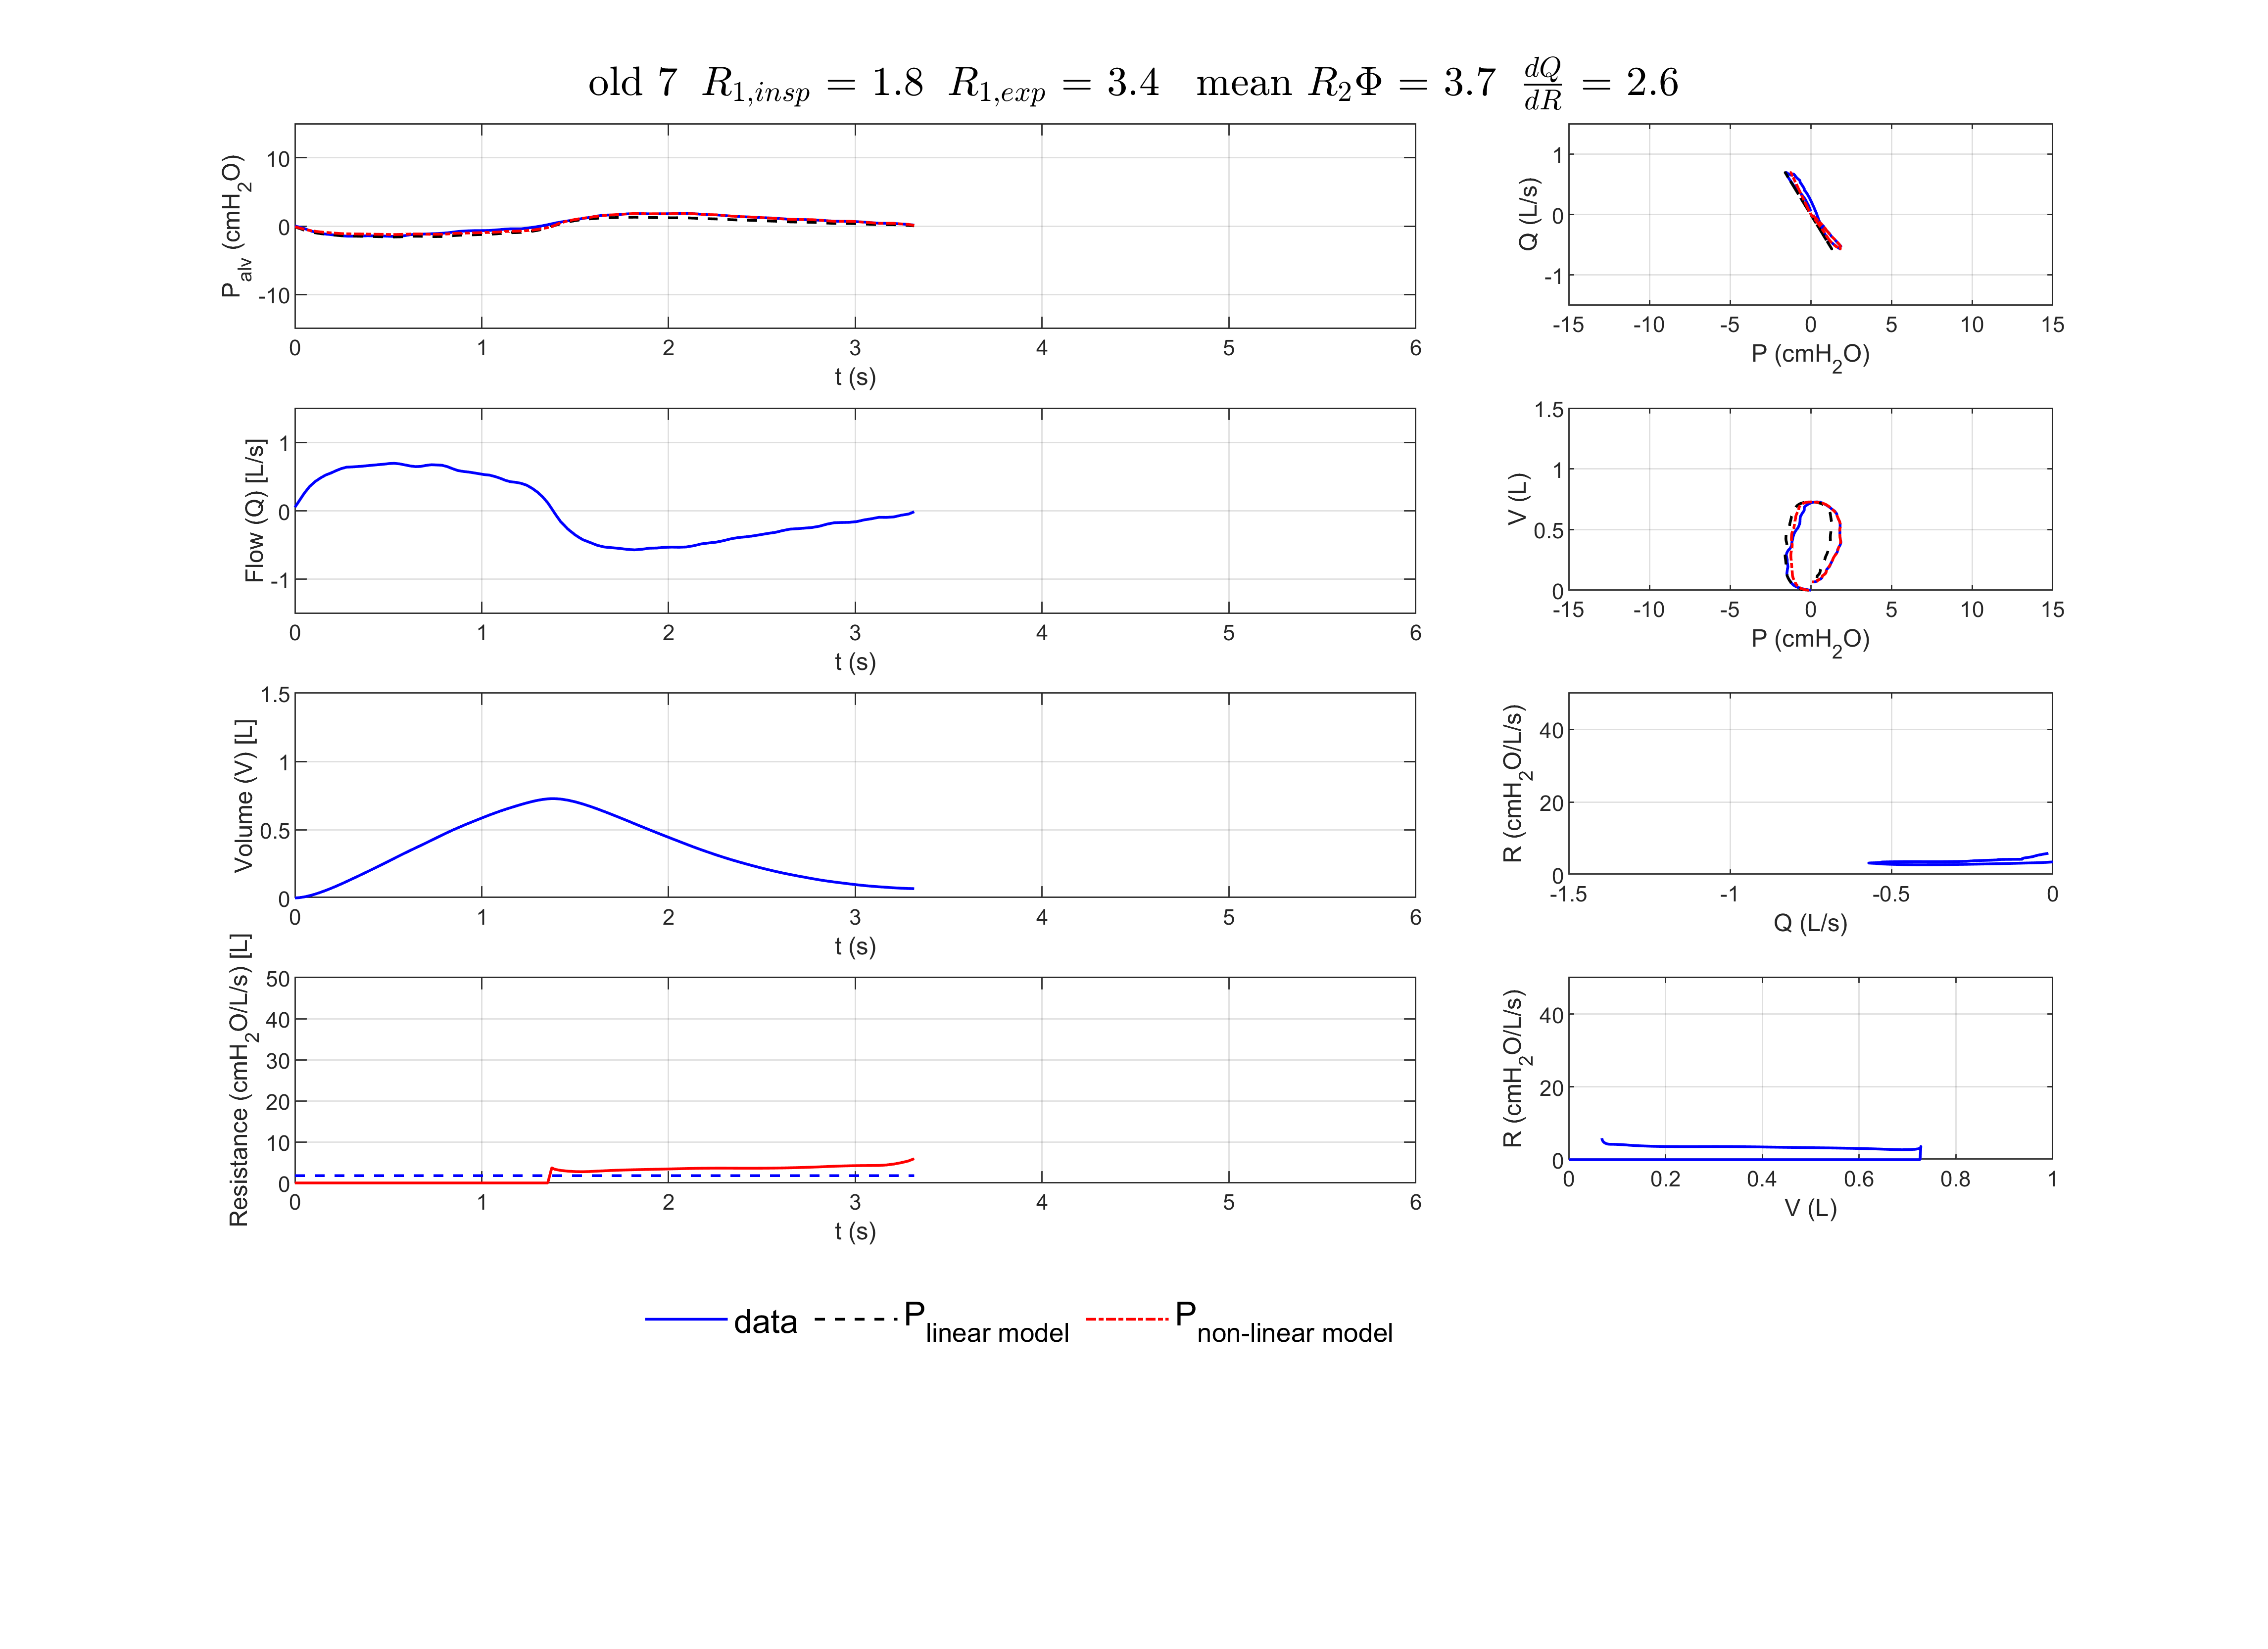 old 7 R1,insp = 1.8 R1,exp = 3.4 mean R2Φ = 3.7 dQ/dR = 2.6
Palv (cmH2O)
10
0
-10
0 1 2 3 4 5 6
t (s)
Q (L/s)
1
0
-1
-15 -10 -5 0 5 10 15
P (cmH2O)
Flow (Q) [L/s]
1
0
-1
0 1 2 3 4 5 6
t (s)
V (L)
1.5
1
0.5
0
-15 -10 -5 0 5 10 15
P (cmH2O)
Volume (V) [L]
1.5
1
0.5
0
0 1 2 3 4 5 6
t (s)
R (cmH2O/L/s)
40
20
0
-1.5 -1 -0.5 0
Q (L/s)
Resistance (cmH2O/L/s) [L]
50
40
30
20
10
0
0 1 2 3 4 5 6
t (s)
R (cmH2O/L/s)
40
20
0
0 0.2 0.4 0.6 0.8 1
V (L)
data Plinear model Pnon-linear model